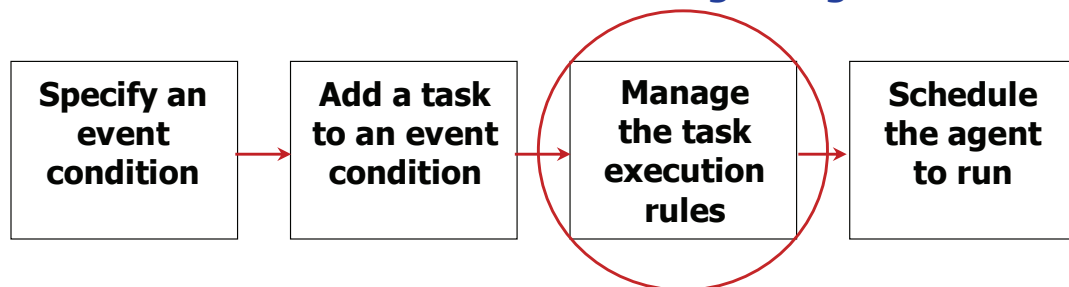 Specify an
event
condition
Add a task
to an event
condition
Manage
the task
execution
rules
Schedule
the agent
to run